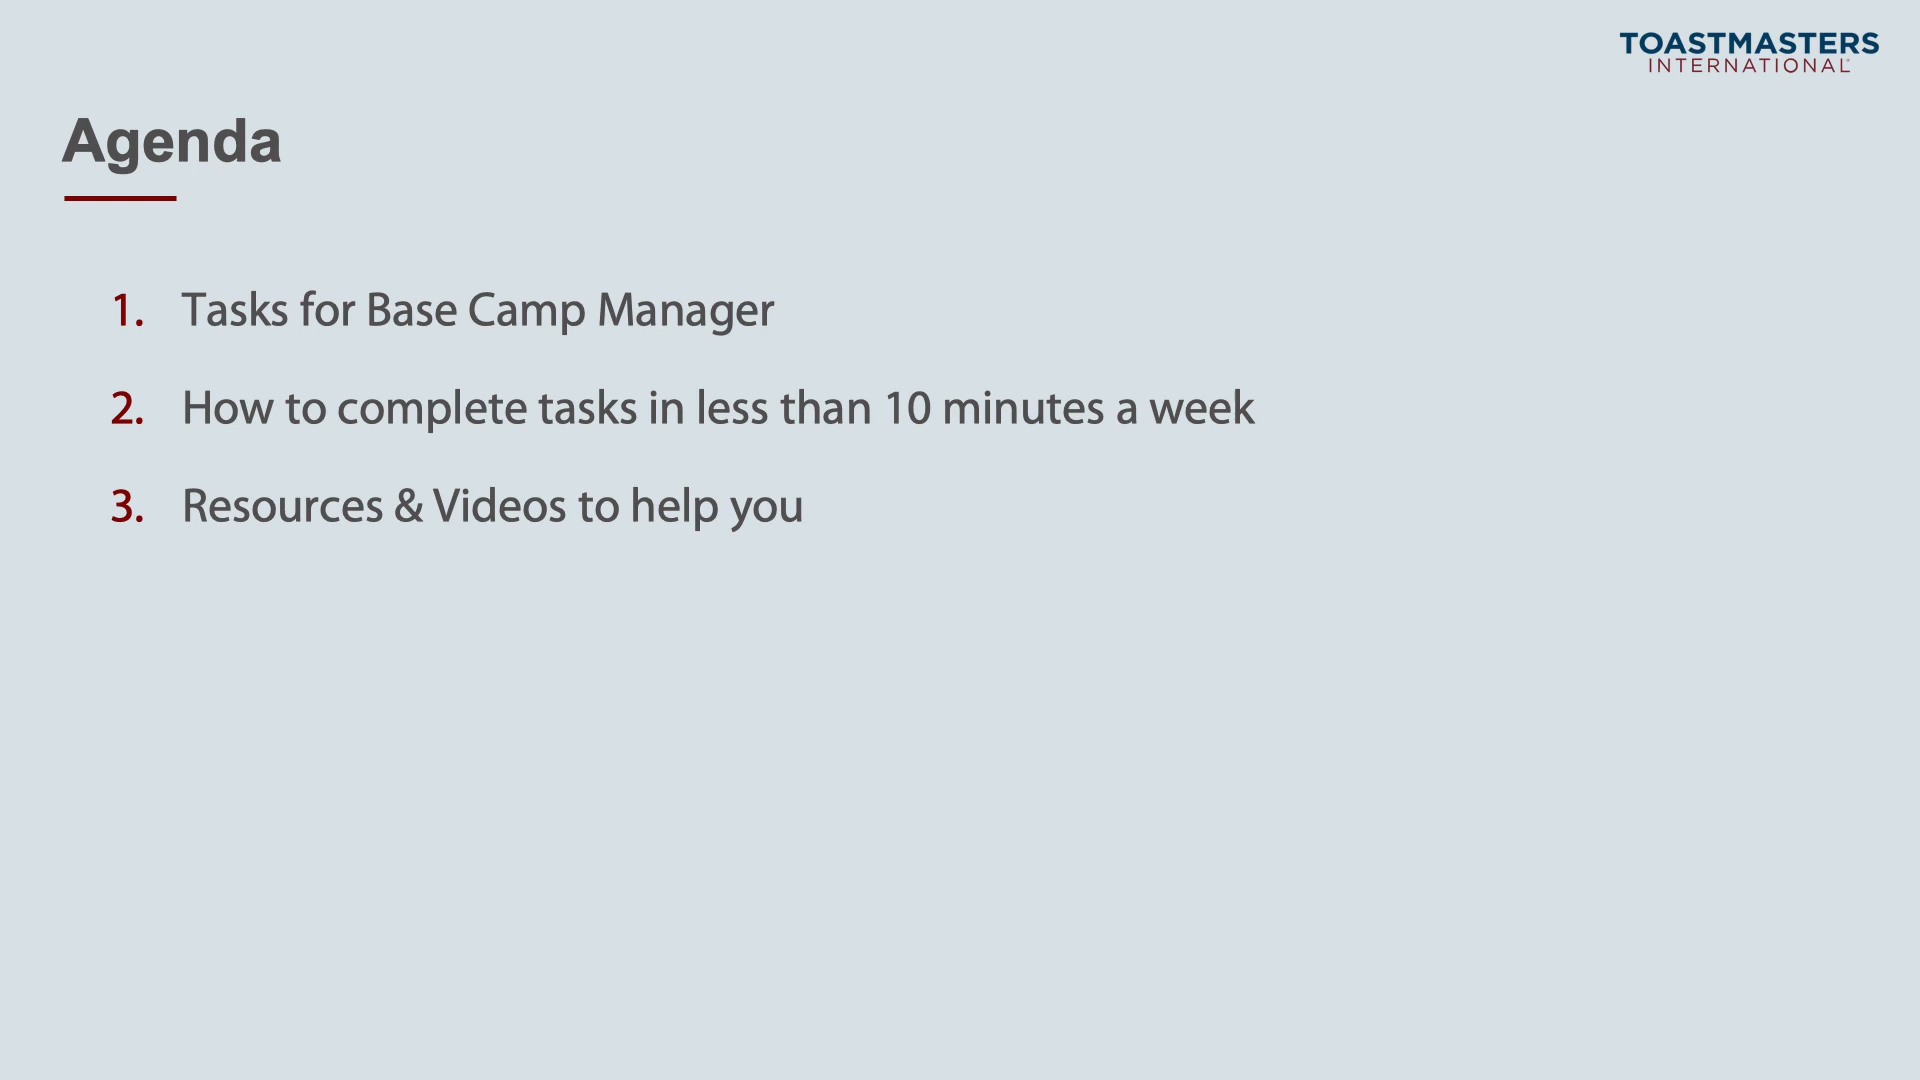 TOASTMASTERS
INTERNATIONAL
Agenda
1. Tasks for Base Camp Manager
2. How to complete tasks in less than 10 minutes a week
3. Resources & Videos to help you